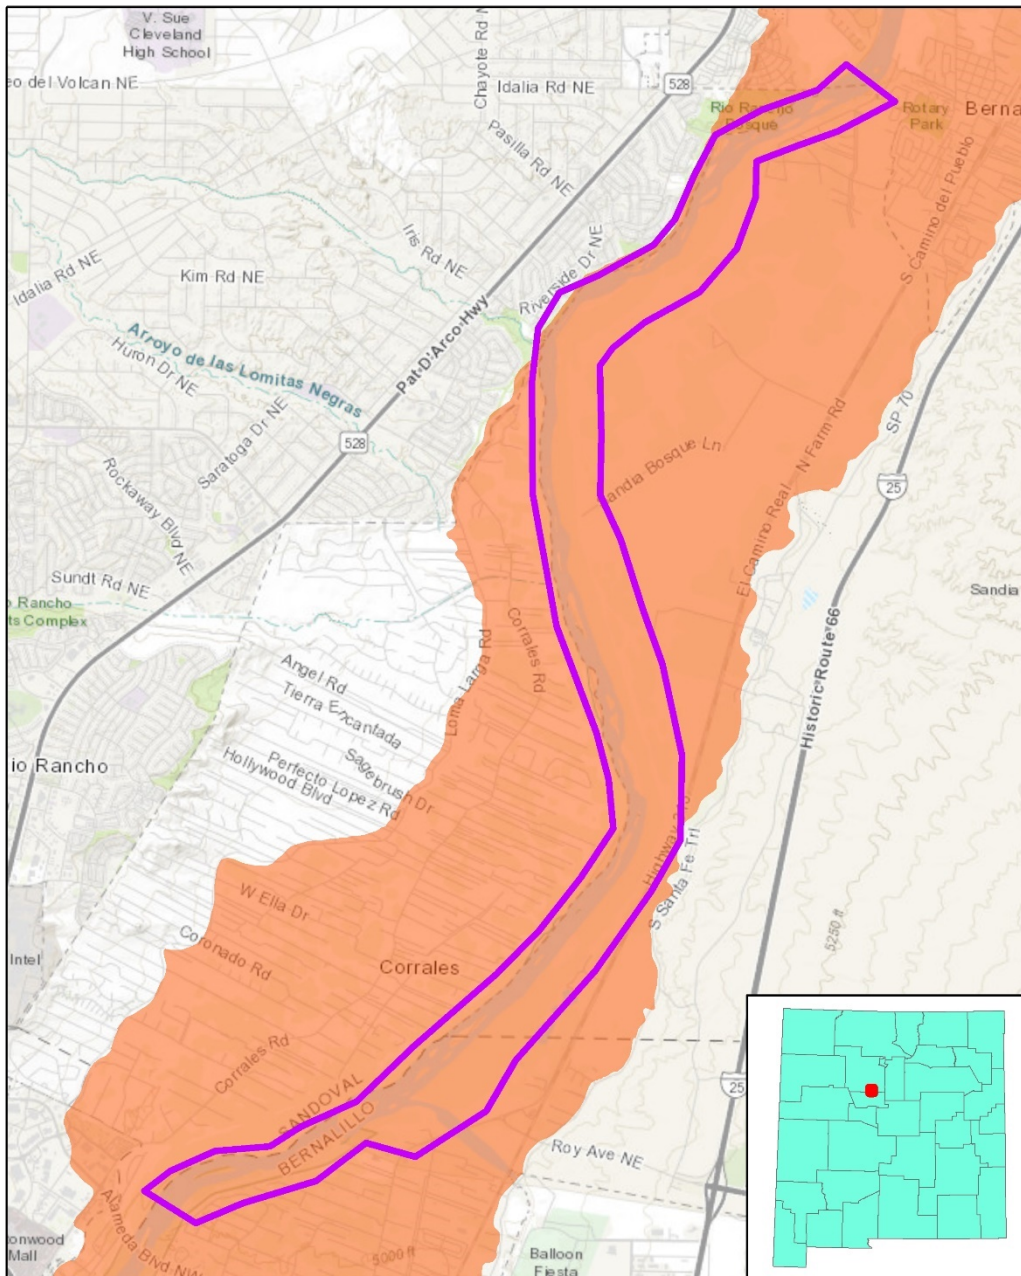 V. Sue
Cleveland
High School
eo del Volcan NE
Chayote Rd N
Idalia Rd NE
528
Rio Rancho
Bosque
Rotary
Park
Berna
Pasilla Rd NE
S Camino del Pueblo
Iris Rd NE
Riverside Dr NE
Idalia Rd NE
Kim Rd NE
Arroyo de las Lomitas Negras
Huron Dr NE
Pat D'Arco Hwy
Saratoga Dr NE
528
SP 70
Rockaway Blvd NE
andia Bosque Ln
El Camino Real
N Farm Rd
25
Sundt Rd NE
o Rancho
ts Complex
Sandia
Corrales Rd
Loma Larga Rd
Angel Rd
Tierra Encantada
Historic Route 66
io Rancho
Sagebrush Dr
Perfecto Lopez Rd
Hollywood Blvd
Highway 313
S Santa Fe Trl
W Ella Dr
5250 ft
Coronado Rd
Intel
Corrales
Corrales Rd
SANDOVAL
BERNALILLO
25
Roy Ave NE
Alameda Blvd NW
onwood
Mall
5000 ft
Balloon
Fiesta